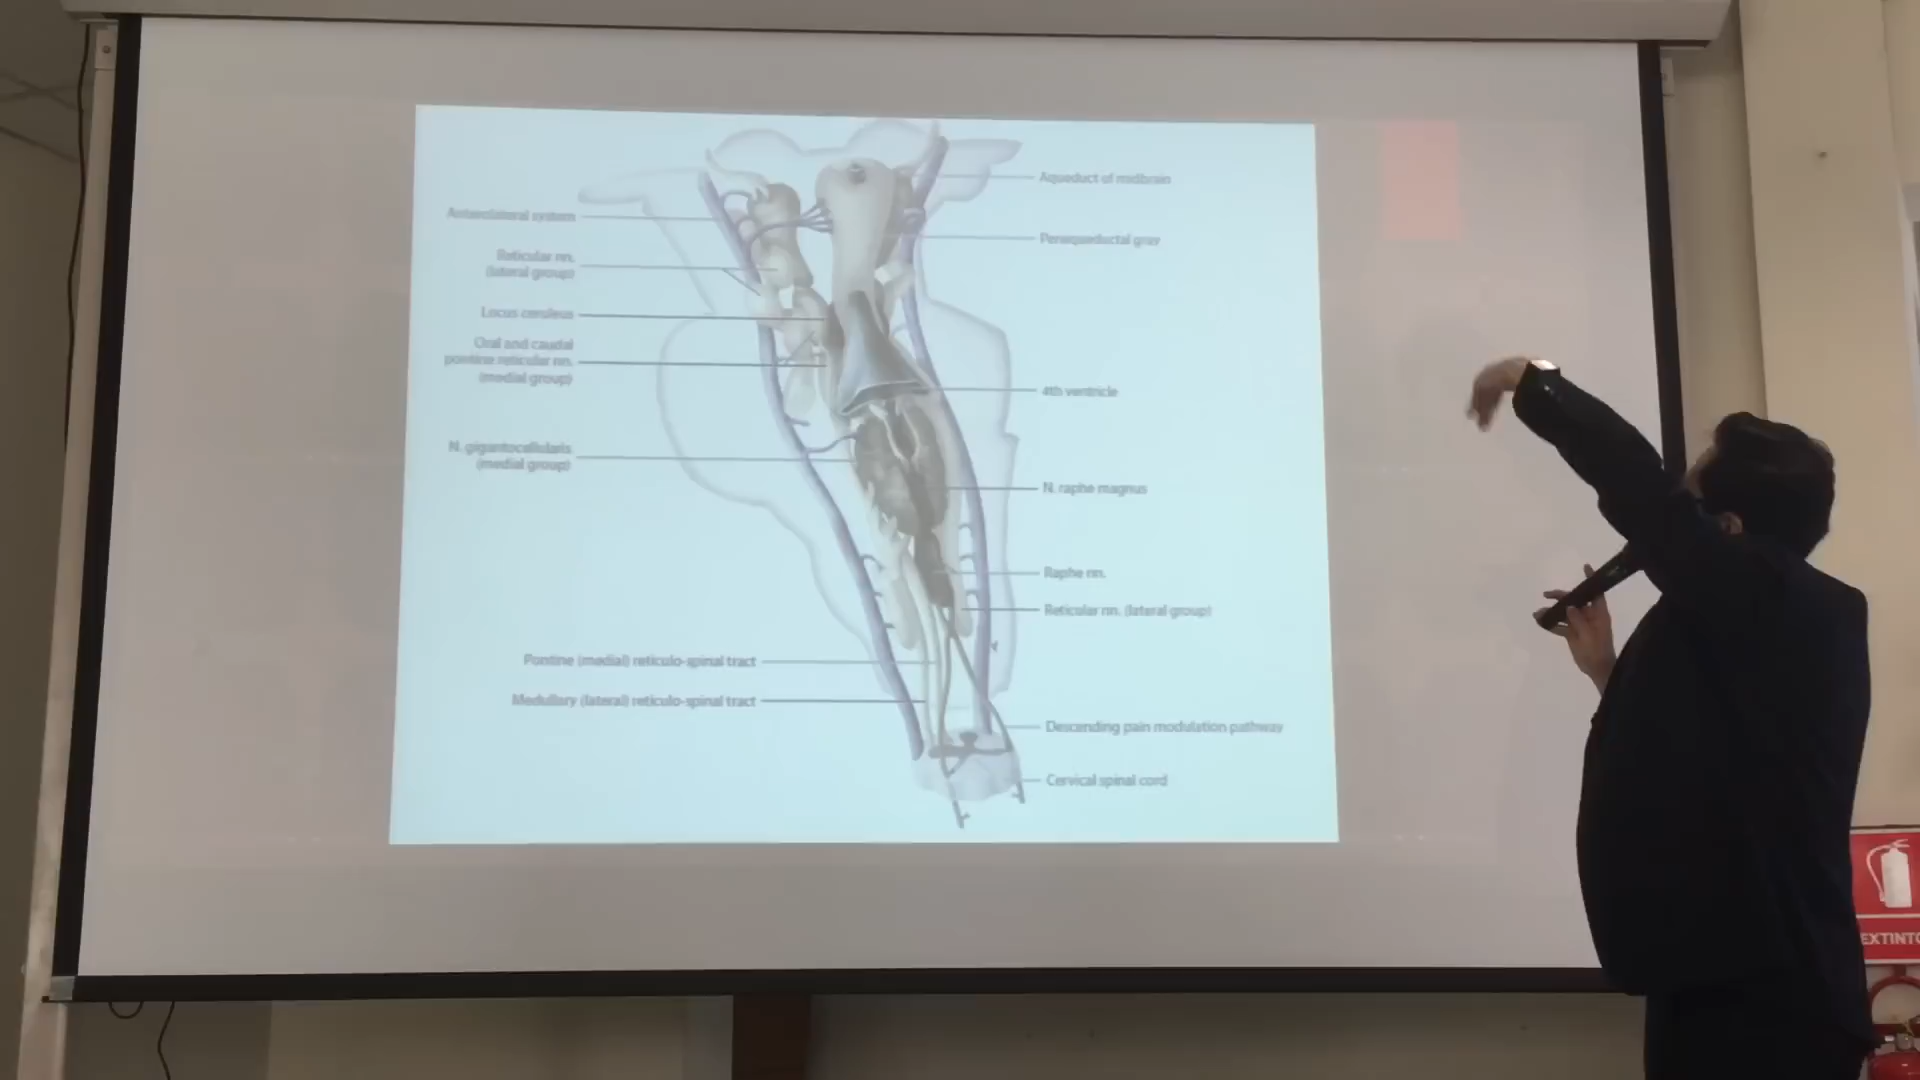 Anterolateral system
Reticular nn.
(lateral group)
Locus ceruleus
Oral and caudal
pontine reticular nn.
(medial group)
N. gigantocellularis
(medial group)
Pontine (medial) reticulo-spinal tract
Medullary (lateral) reticulo-spinal tract
Aqueduct of midbrain
Periaqueductal gray
4th ventricle
N. raphe magnus
Raphe nn.
Reticular nn. (lateral group)
Descending pain modulation pathway
Cervical spinal cord
EXTINTO